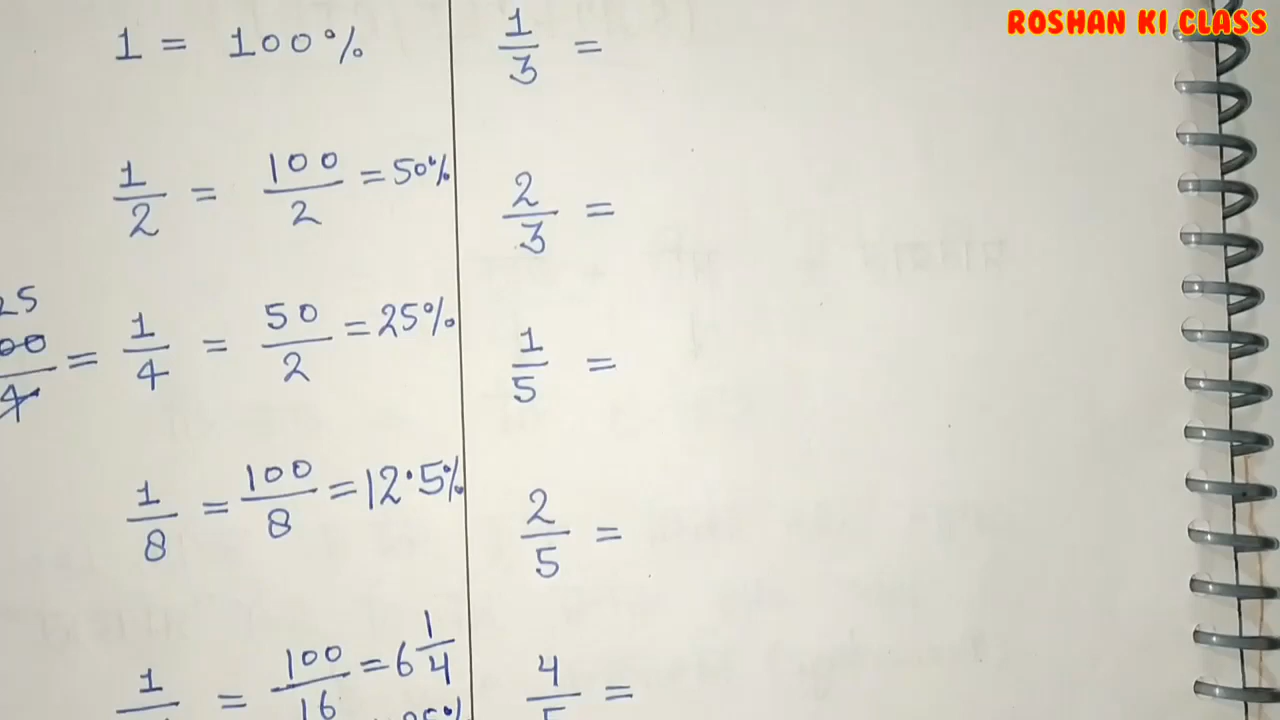 ROSHAN KI CLASS
1 = 100%
1/2 = 100/2 = 50%
25
00/4 = 1/4 = 50/2 = 25%
1/8 = 100/8 = 12.5%
1 = 100/16 = 6 1/4
1/3 =
2/3 =
1/5 =
2/5 =
4/5 =